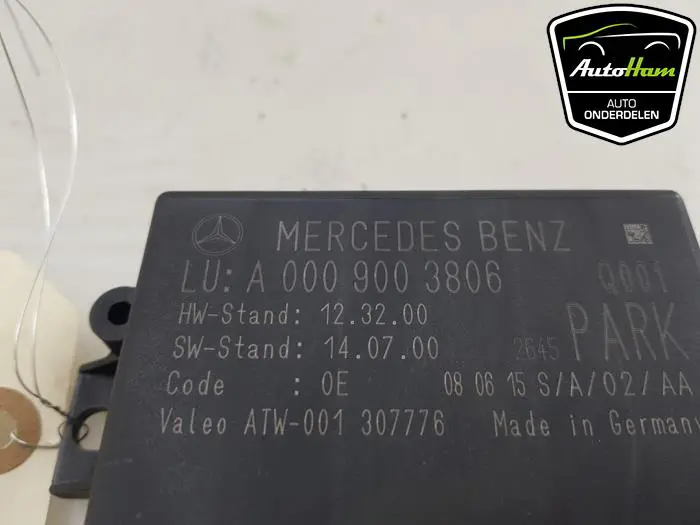 AutoHam
AUTO
ONDERDELEN
MERCEDES BENZ
LU: A 000 900 3806 Q001
HW-Stand: 12.32.00
SW-Stand: 14.07.00 2645 PARK
Code : 0E 08 06 15 S/A/02/AA
Valeo ATW-001 307776 Made in Germany